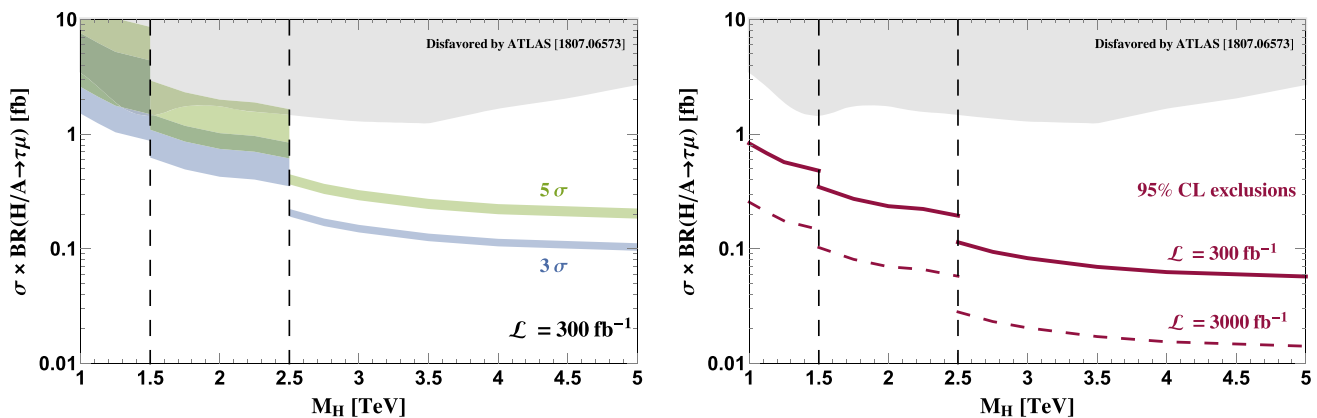 Disfavored by ATLAS [1807.06573]
σ × BR(H/A→τμ) [fb]
10
1
0.1
0.01
5 σ
3 σ
ℒ = 300 fb⁻¹
1 1.5 2 2.5 3 3.5 4 4.5 5
M_H [TeV]
Disfavored by ATLAS [1807.06573]
σ × BR(H/A→τμ) [fb]
10
1
0.1
0.01
95% CL exclusions
ℒ = 300 fb⁻¹
ℒ = 3000 fb⁻¹
1 1.5 2 2.5 3 3.5 4 4.5 5
M_H [TeV]